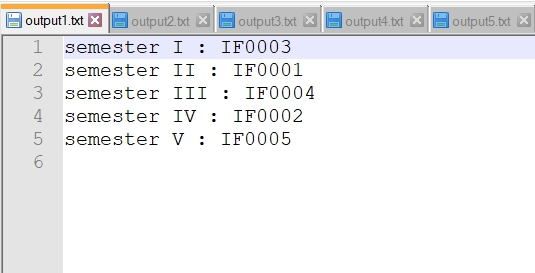 output1.txt output2.txt output3.txt output4.txt output5.txt
1 semester I : IF0003
2 semester II : IF0001
3 semester III : IF0004
4 semester IV : IF0002
5 semester V : IF0005
6